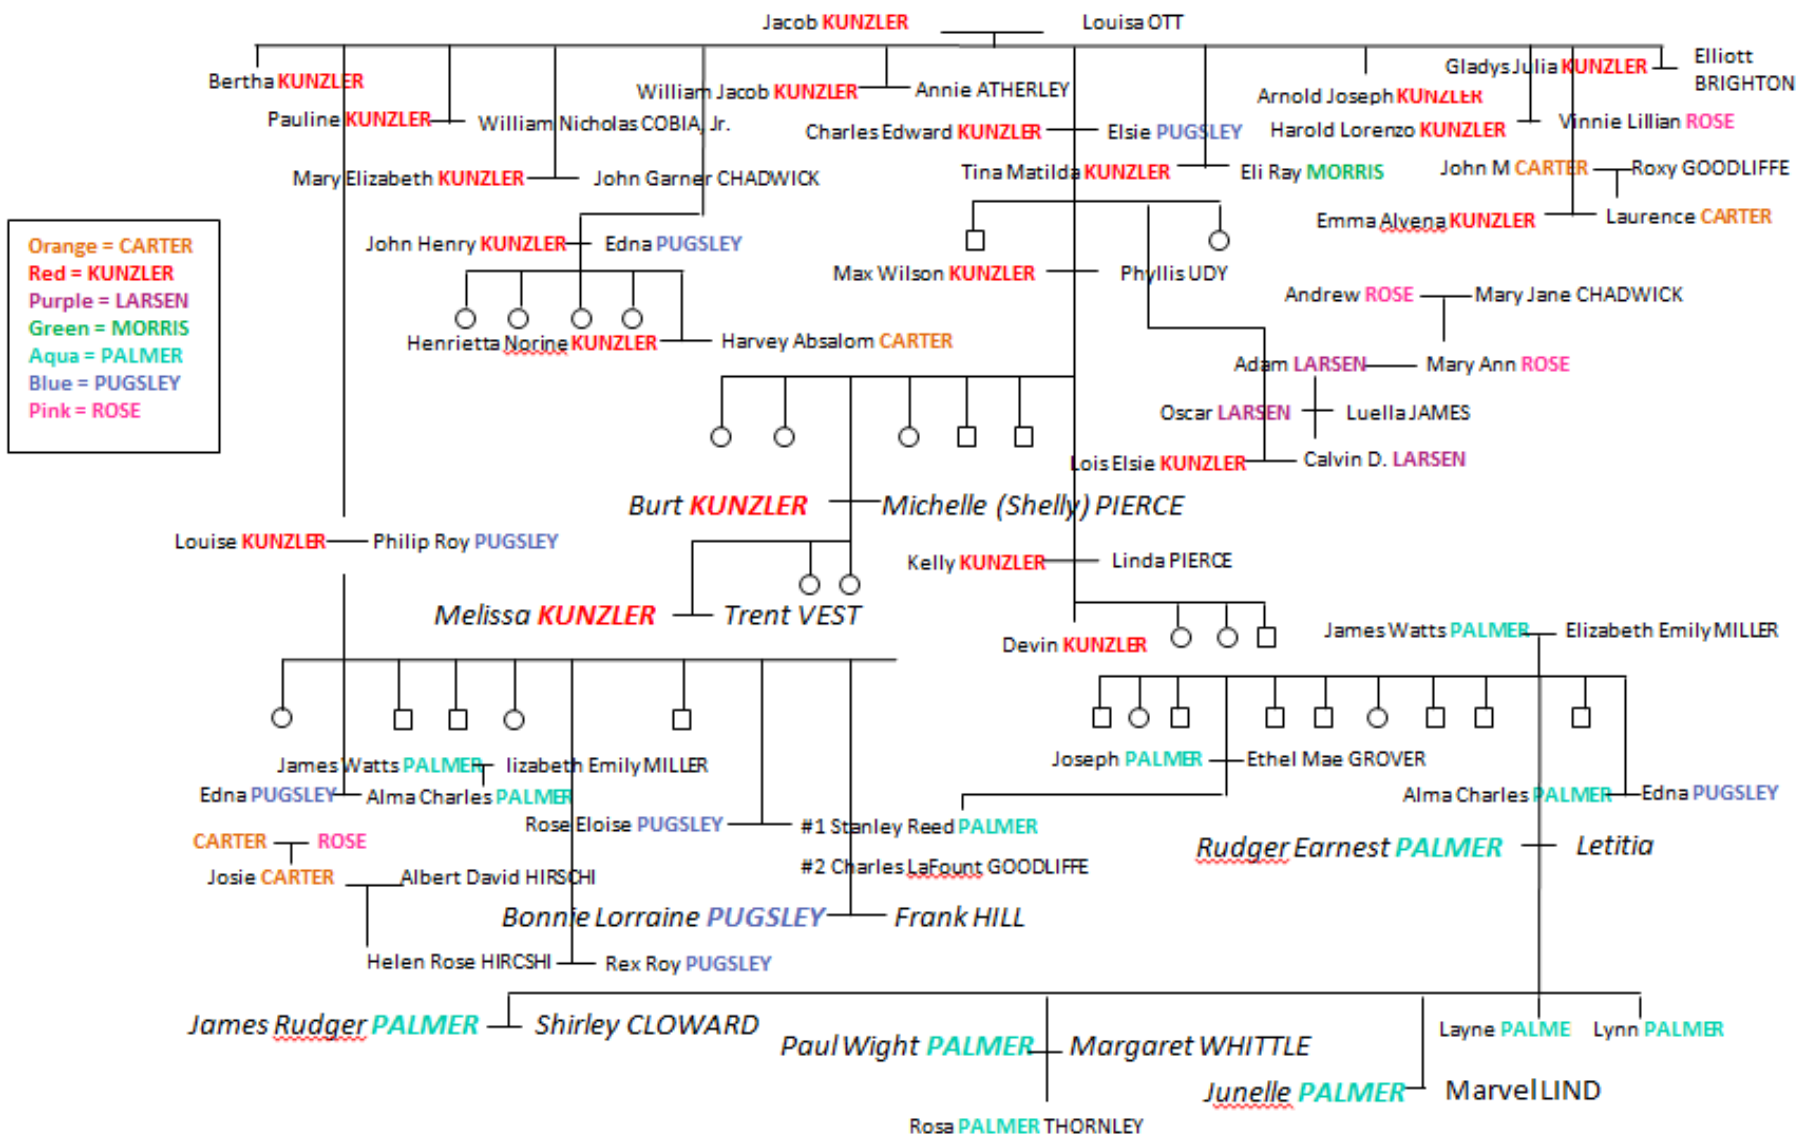 Jacob KUNZLER
Louisa OTT
Bertha KUNZLER
Pauline KUNZLER
William Nicholas COBIA, Jr.
Mary Elizabeth KUNZLER
John Garner CHADWICK
William Jacob KUNZLER
Annie ATHERLEY
Charles Edward KUNZLER
Elsie PUGSLEY
Tina Matilda KUNZLER
Eli Ray MORRIS
Gladys Julia KUNZLER
Elliott
BRIGHTON
Arnold Joseph KUNZLER
Harold Lorenzo KUNZLER
Vinnie Lillian ROSE
John M CARTER
Roxy GOODLIFFE
Emma Alvena KUNZLER
Laurence CARTER
Orange = CARTER
Red = KUNZLER
Purple = LARSEN
Green = MORRIS
Aqua = PALMER
Blue = PUGSLEY
Pink = ROSE
John Henry KUNZLER
Edna PUGSLEY
Max Wilson KUNZLER
Phyllis UDY
Andrew ROSE
Mary Jane CHADWICK
Henrietta Norine KUNZLER
Harvey Absalom CARTER
Adam LARSEN
Mary Ann ROSE
Oscar LARSEN
Luella JAMES
Lois Elsie KUNZLER
Calvin D. LARSEN
Burt KUNZLER
Michelle (Shelly) PIERCE
Louise KUNZLER
Philip Roy PUGSLEY
Kelly KUNZLER
Linda PIERCE
Melissa KUNZLER
Trent VEST
Devin KUNZLER
James Watts PALMER
Elizabeth Emily MILLER
James Watts PALMER
lizabeth Emily MILLER
Edna PUGSLEY
Alma Charles PALMER
Joseph PALMER
Ethel Mae GROVER
Alma Charles PALMER
Edna PUGSLEY
Rose Eloise PUGSLEY
#1 Stanley Reed PALMER
#2 Charles LaFount GOODLIFFE
CARTER
ROSE
Josie CARTER
Albert David HIRSCHI
Rudger Earnest PALMER
Letitia
Bonnie Lorraine PUGSLEY
Frank HILL
Helen Rose HIRCSHI
Rex Roy PUGSLEY
James Rudger PALMER
Shirley CLOWARD
Paul Wight PALMER
Margaret WHITTLE
Layne PALME
Lynn PALMER
Junelle PALMER
Marvel LIND
Rosa PALMER THORNLEY